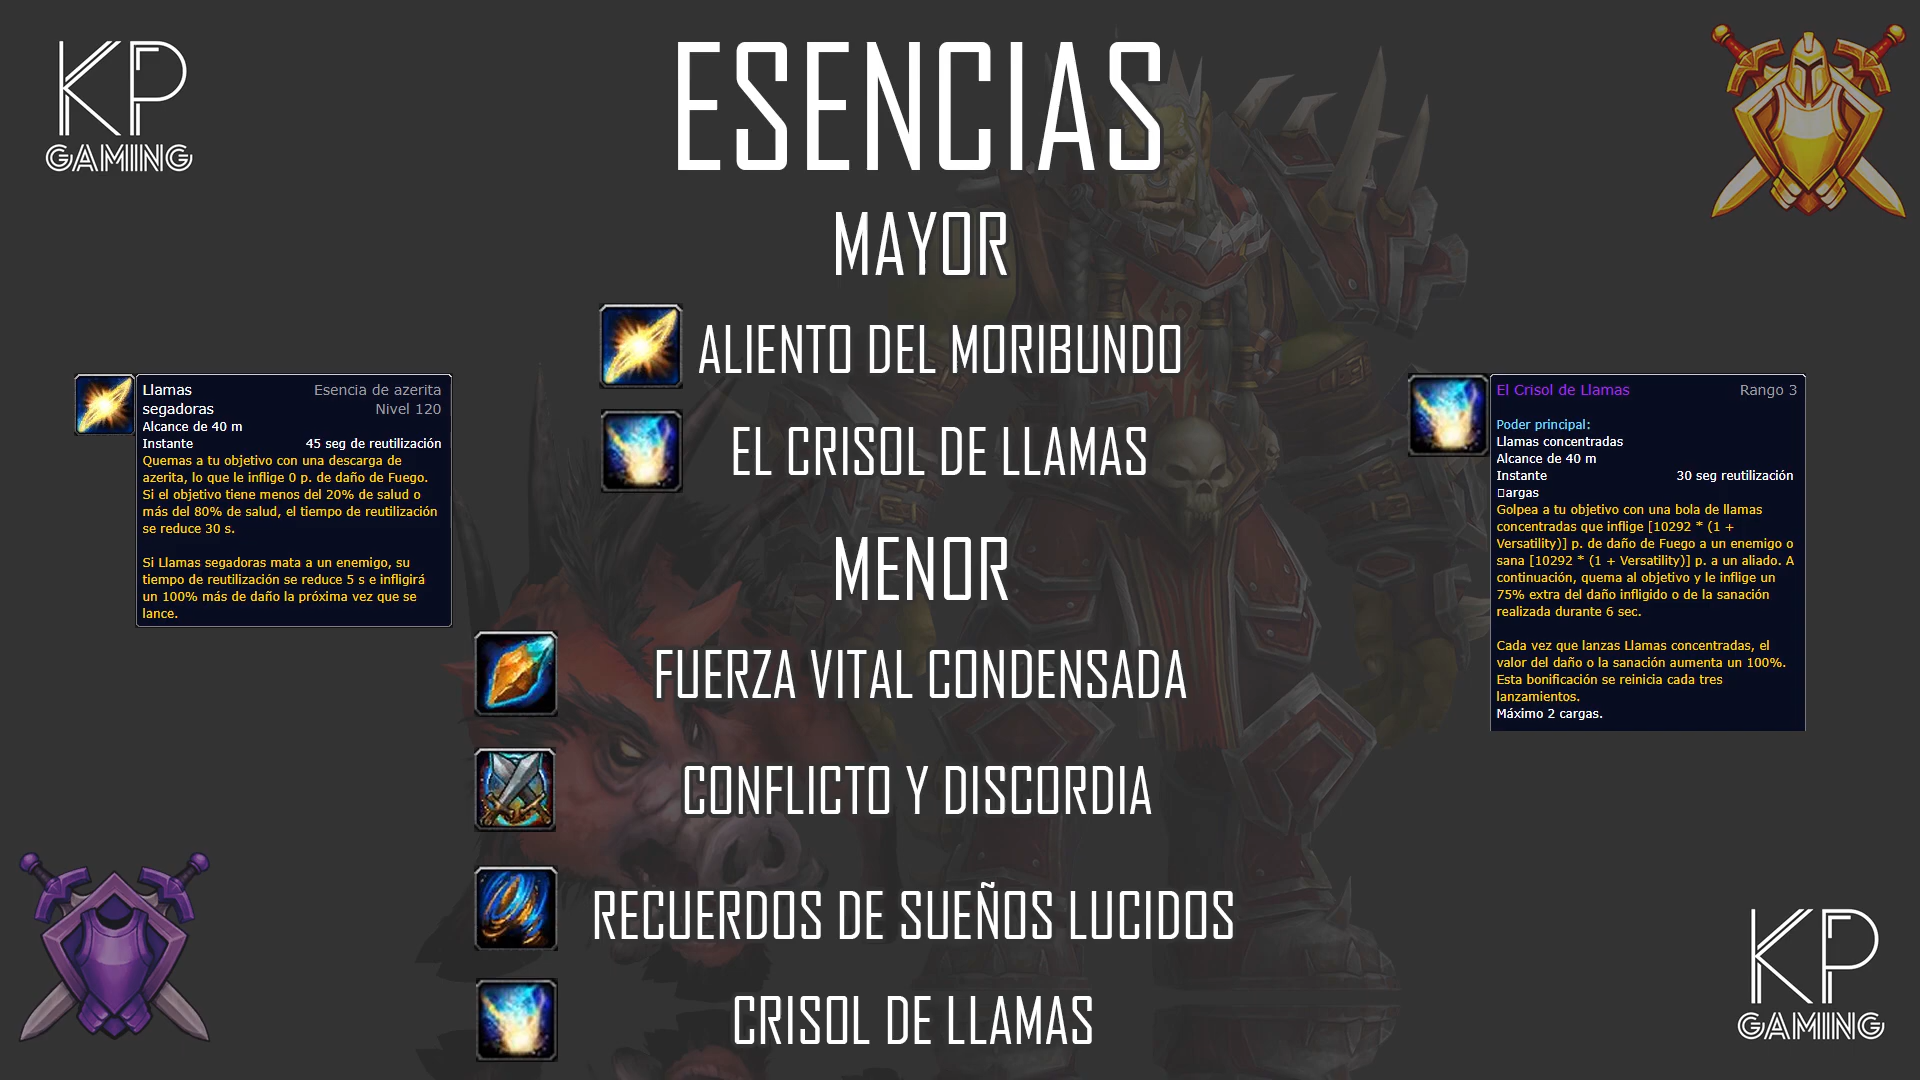 KP
GAMING
ESENCIAS
MAYOR
ALIENTO DEL MORIBUNDO
EL CRISOL DE LLAMAS
Llamas segadoras
Esencia de azerita
Nivel 120
Alcance de 40 m
Instante 45 seg de reutilización
Quemas a tu objetivo con una descarga de
azerita, lo que le inflige 0 p. de daño de Fuego.
Si el objetivo tiene menos del 20% de salud o
más del 80% de salud, el tiempo de reutilización
se reduce 30 s.
Si Llamas segadoras mata a un enemigo, su
tiempo de reutilización se reduce 5 s e infligirá
un 100% más de daño la próxima vez que se
lance.
El Crisol de Llamas Rango 3
Poder principal:
Llamas concentradas
Alcance de 40 m
Instante 30 seg reutilización
argas
Golpea a tu objetivo con una bola de llamas
concentradas que inflige [10292 * (1 +
Versatility)] p. de daño de Fuego a un enemigo o
sana [10292 * (1 + Versatility)] p. a un aliado. A
continuación, quema al objetivo y le inflige un
75% extra del daño infligido o de la sanación
realizada durante 6 sec.
Cada vez que lanzas Llamas concentradas, el
valor del daño o la sanación aumenta un 100%.
Esta bonificación se reinicia cada tres
lanzamientos.
Máximo 2 cargas.
MENOR
FUERZA VITAL CONDENSADA
CONFLICTO Y DISCORDIA
RECUERDOS DE SUEÑOS LUCIDOS
CRISOL DE LLAMAS
KP
GAMING